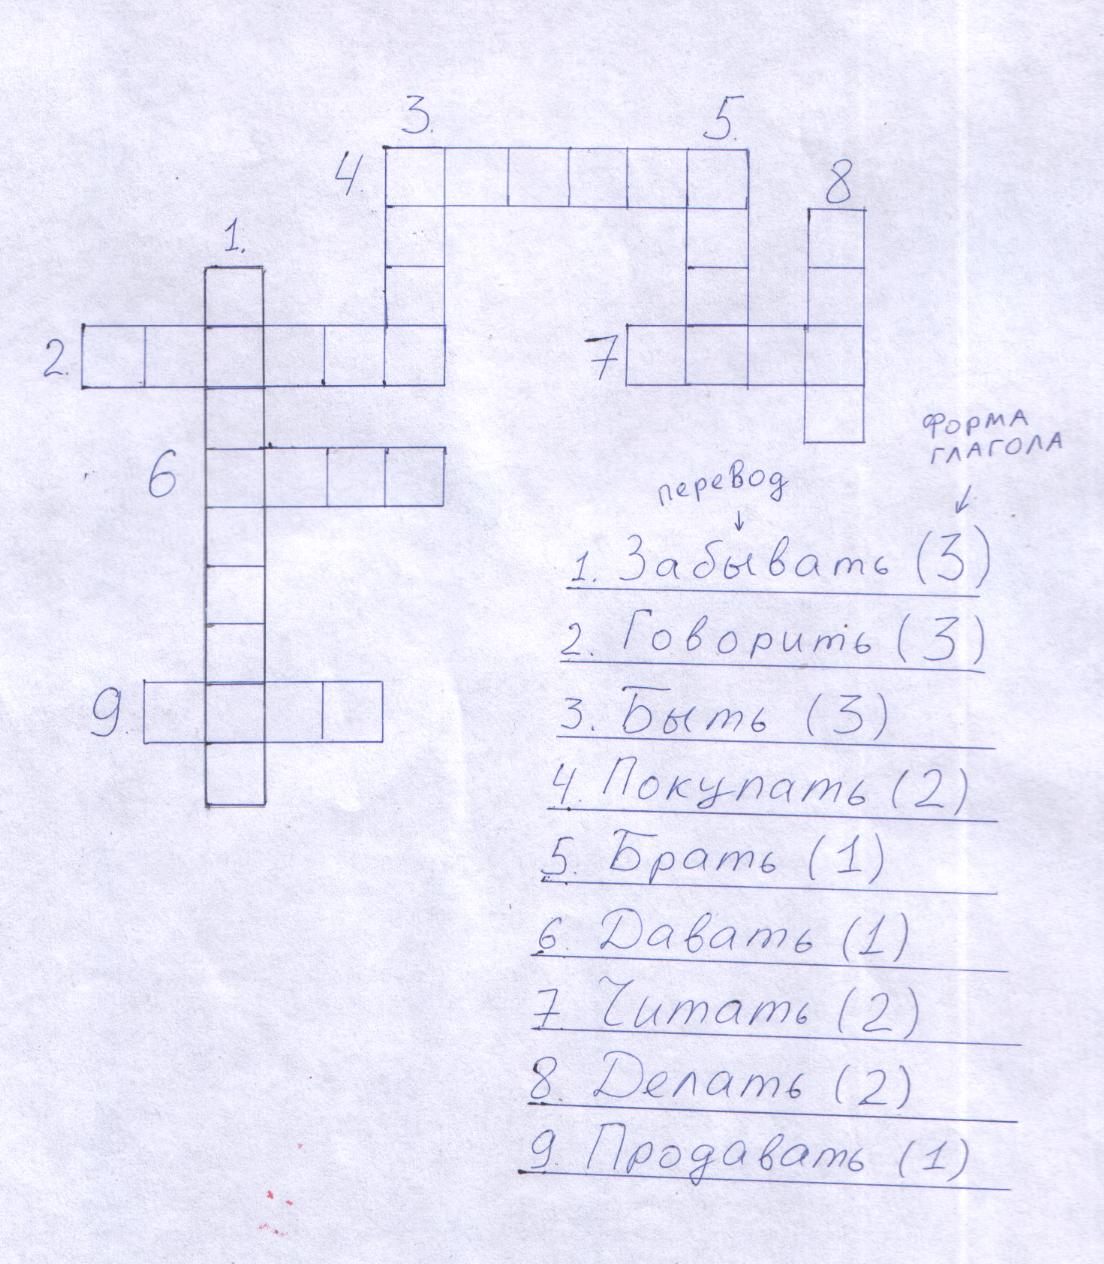 3.
5.
4.
8
1.
2.
7
6
9.
ФОРМА
ГЛАГОЛА
перевод
1. Забывать (3)
2. Говорить (3)
3. Быть (3)
4 Покупать (2)
5. Брать (1)
6 Давать (1)
7. Читать (2)
8. Делать (2)
9. Продавать (1)